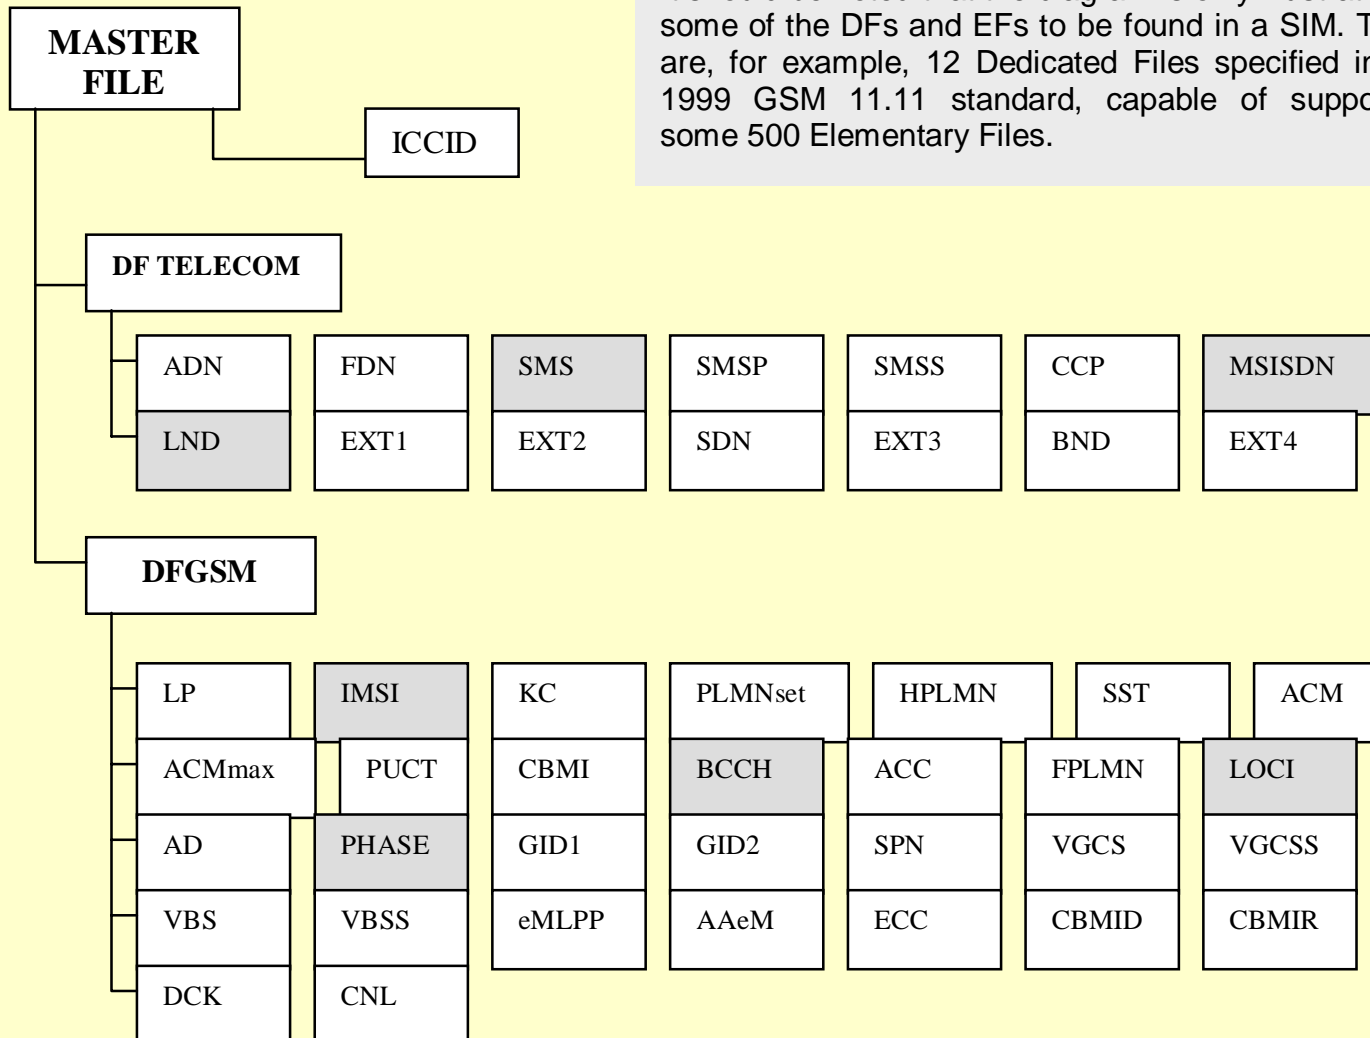 MASTER
FILE
some of the DFs and EFs to be found in a SIM.
are, for example, 12 Dedicated Files specified
1999 GSM 11.11 standard, capable of
some 500 Elementary Files.
ICCID
DF TELECOM
ADN FDN SMS SMSP SMSS CCP MSISDN
LND EXT1 EXT2 SDN EXT3 BND EXT4
DFGSM
LP IMSI KC PLMNset HPLMN SST ACM
ACMmax PUCT CBMI BCCH ACC FPLMN LOCI
AD PHASE GID1 GID2 SPN VGCS VGCSS
VBS VBSS eMLPP AAeM ECC CBMID CBMIR
DCK CNL